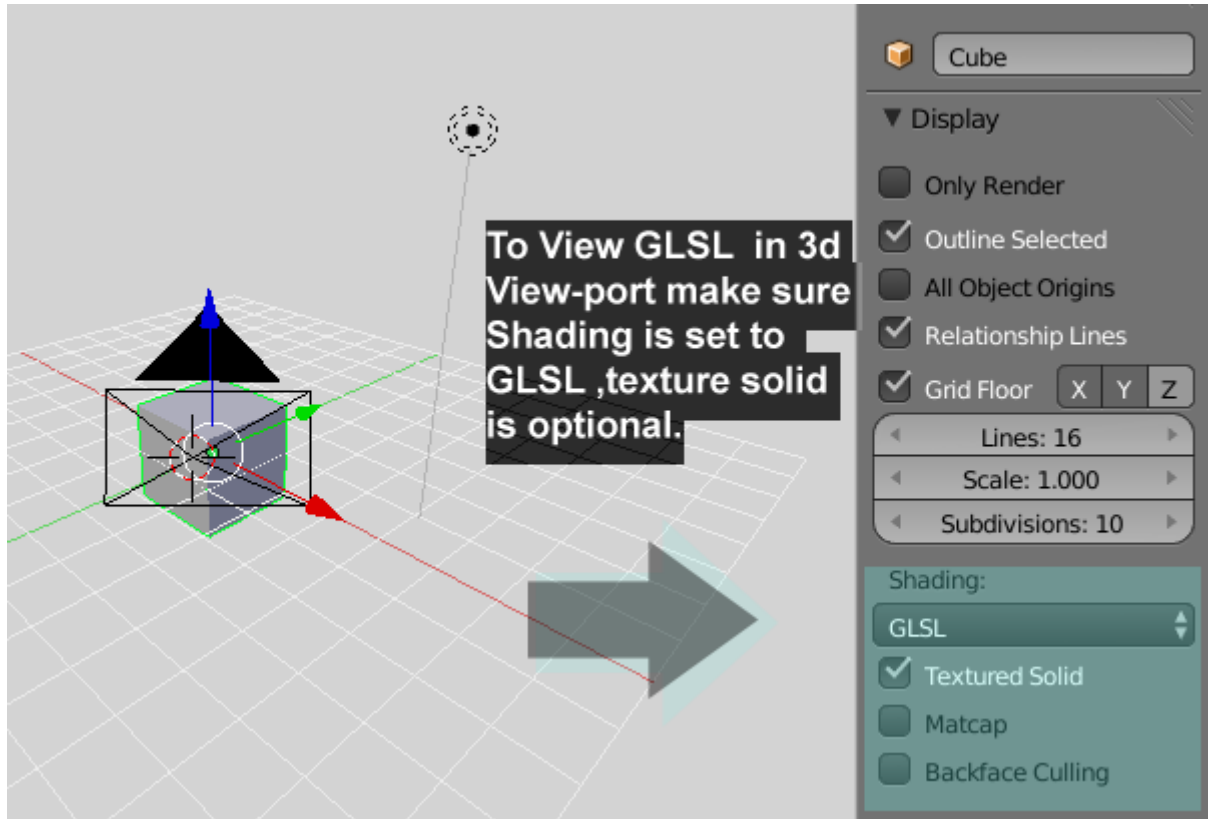 Cube
Display
Only Render
Outline Selected
All Object Origins
Relationship Lines
Grid Floor X Y Z
Lines: 16
Scale: 1.000
Subdivisions: 10
Shading:
GLSL
Textured Solid
Matcap
Backface Culling
To View GLSL in 3d
View-port make sure
Shading is set to
GLSL ,texture solid
is optional.